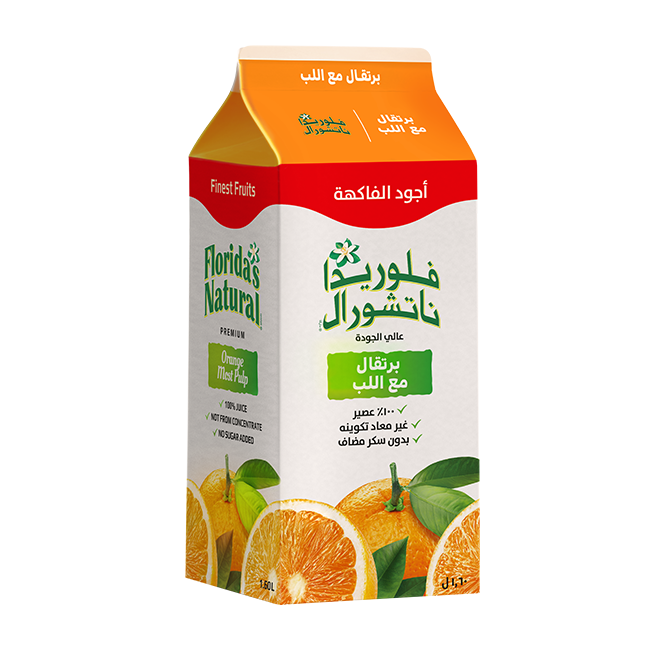 برتقال مع اللب
فلوريدا
ناتشورال
برتقال
مع اللب
أجود الفاكهة
فلوريدا
ناتشورال
عالي الجودة
برتقال
مع اللب
١٠٠٪ عصير
غير معاد تكوينه
بدون سكر مضاف
١,٦٠ ل
Finest Fruits
Florida's
Natural
PREMIUM
Orange
Most Pulp
✓ 100% JUICE
✓ NOT FROM CONCENTRATE
✓ NO SUGAR ADDED
1.60L